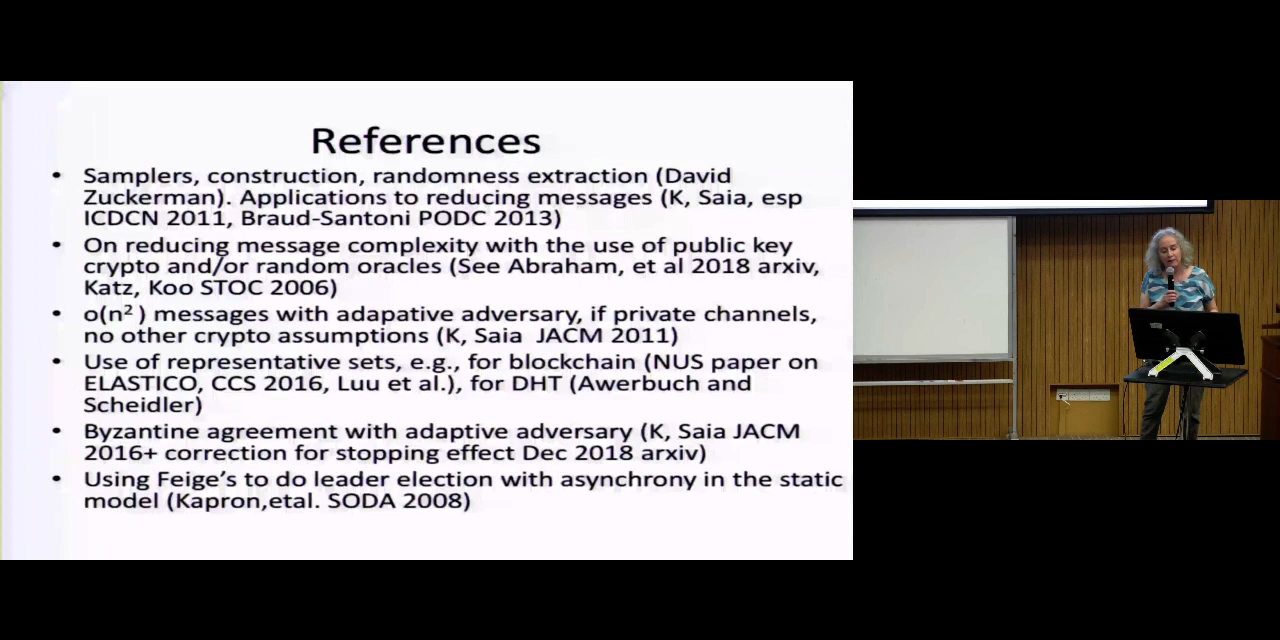 References
• Samplers, construction, randomness extraction (David
Zuckerman). Applications to reducing messages (K, Saia, esp
ICDCN 2011, Braud-Santoni PODC 2013)
• On reducing message complexity with the use of public key
crypto and/or random oracles (See Abraham, et al 2018 arxiv,
Katz, Koo STOC 2006)
• o(n²) messages with adapative adversary, if private channels,
no other crypto assumptions (K, Saia JACM 2011)
• Use of representative sets, e.g., for blockchain (NUS paper on
ELASTICO, CCS 2016, Luu et al.), for DHT (Awerbuch and
Scheidler)
• Byzantine agreement with adaptive adversary (K, Saia JACM
2016+ correction for stopping effect Dec 2018 arxiv)
• Using Feige's to do leader election with asynchrony in the static
model (Kapron,etal. SODA 2008)